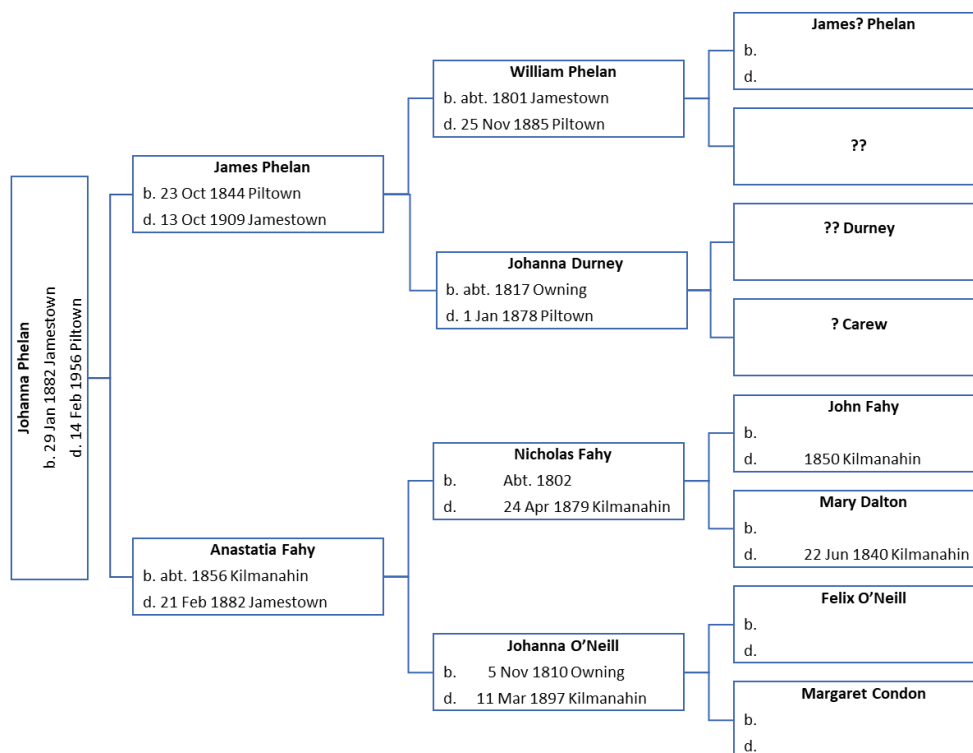 Johanna Phelan
b. 29 Jan 1882 Jamestown
d. 14 Feb 1956 Piltown
James Phelan
b. 23 Oct 1844 Piltown
d. 13 Oct 1909 Jamestown
Anastatia Fahy
b. abt. 1856 Kilmanahin
d. 21 Feb 1882 Jamestown
William Phelan
b. abt. 1801 Jamestown
d. 25 Nov 1885 Piltown
Johanna Durney
b. abt. 1817 Owning
d. 1 Jan 1878 Piltown
Nicholas Fahy
b. Abt. 1802
d. 24 Apr 1879 Kilmanahin
Johanna O’Neill
b. 5 Nov 1810 Owning
d. 11 Mar 1897 Kilmanahin
James? Phelan
b.
d.
??
?? Durney
? Carew
John Fahy
b.
d. 1850 Kilmanahin
Mary Dalton
b.
d. 22 Jun 1840 Kilmanahin
Felix O’Neill
b.
d.
Margaret Condon
b.
d.